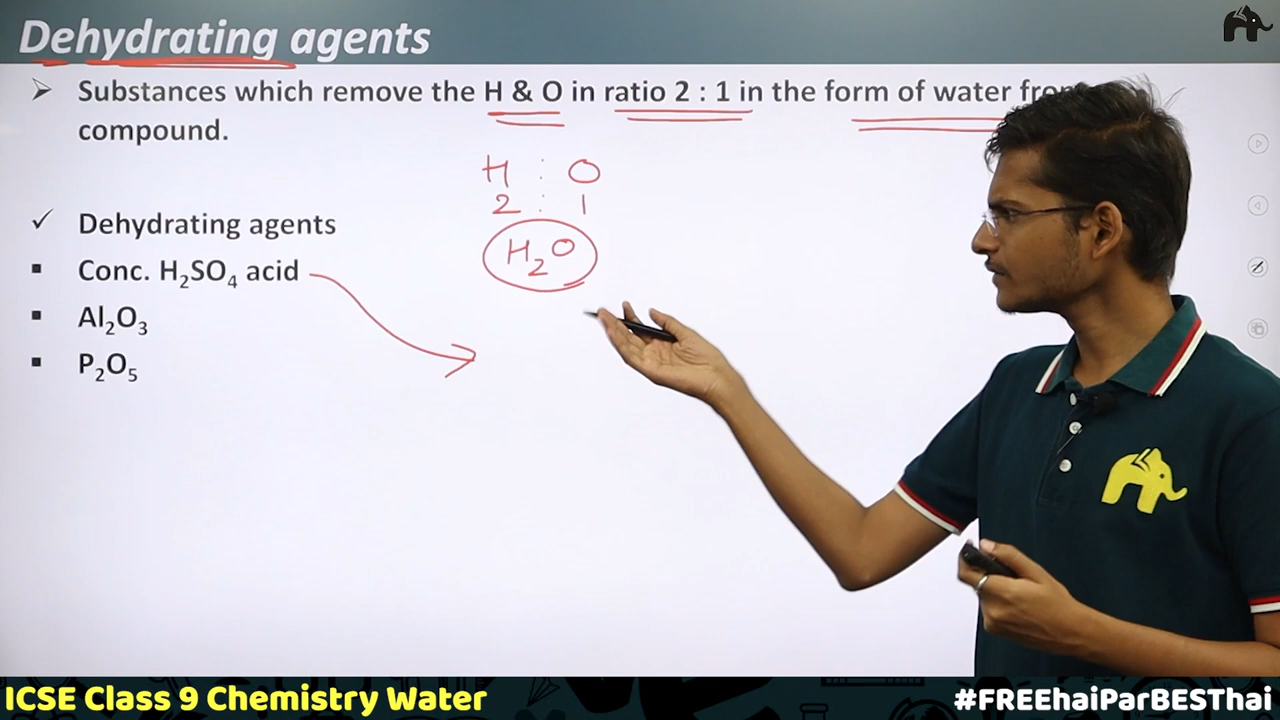 Dehydrating agents
➢ Substances which remove the H & O in ratio 2 : 1 in the form of water
compound.
H : O
2 : 1
H₂O
✓ Dehydrating agents
▪ Conc. H₂SO₄ acid
▪ Al₂O₃
▪ P₂O₅
ICSE Class 9 Chemistry Water
#FREEhaiParBESThai